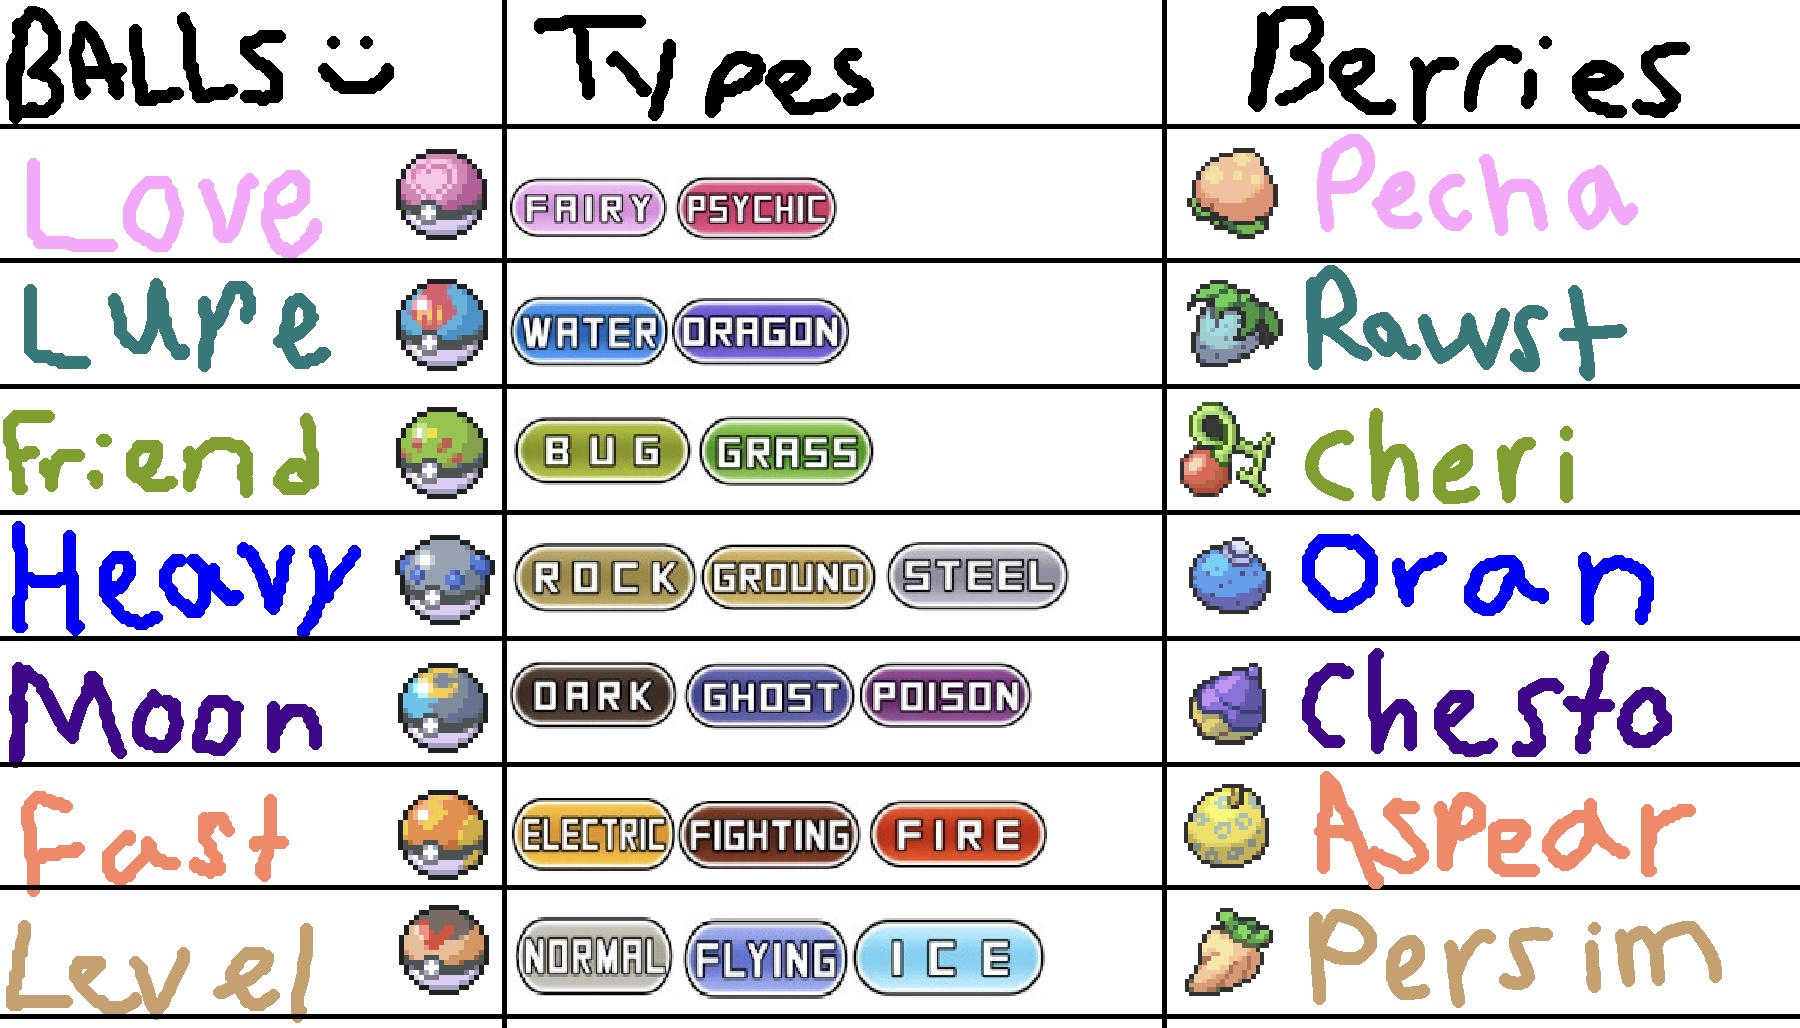 BALLS :) Types Berries
Love FAIRY PSYCHIC Pecha
Lure WATER DRAGON Rawst
Friend BUG GRASS Cheri
Heavy ROCK GROUND STEEL Oran
Moon DARK GHOST POISON Chesto
Fast ELECTRIC FIGHTING FIRE Aspear
Level NORMAL FLYING ICE Persim